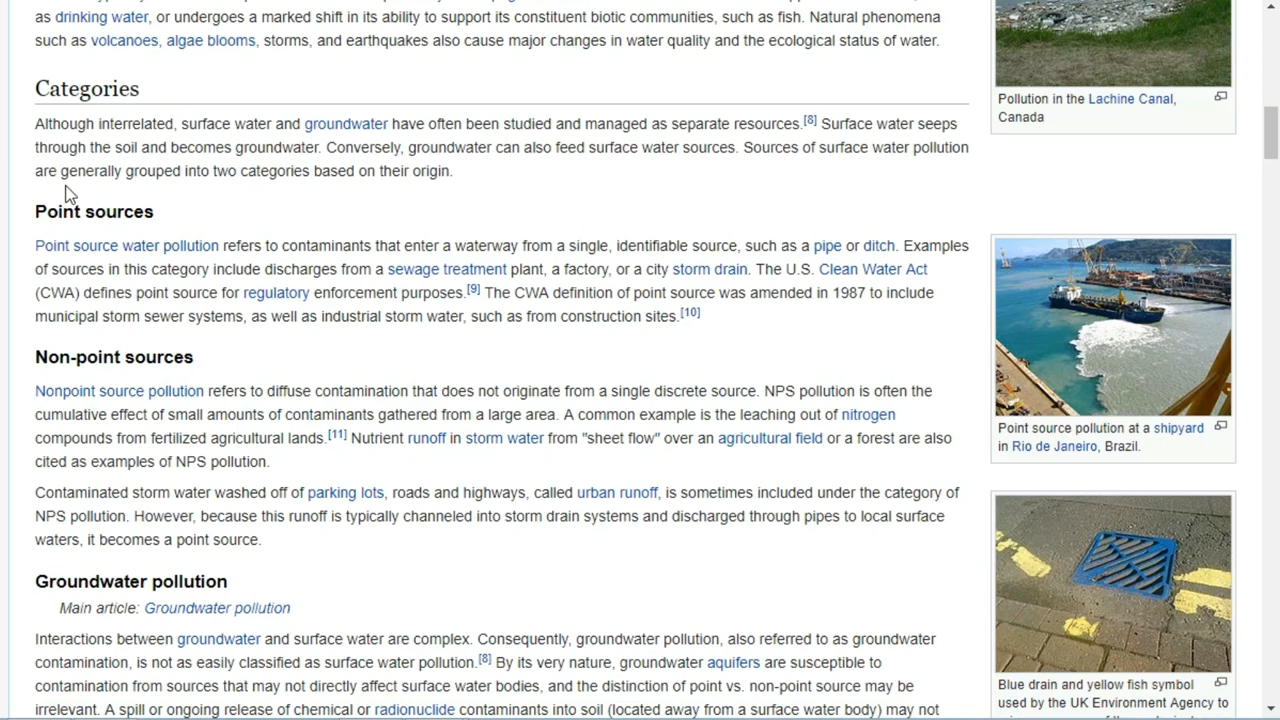 as drinking water, or undergoes a marked shift in its ability to support its constituent biotic communities, such as fish. Natural phenomena
such as volcanoes, algae blooms, storms, and earthquakes also cause major changes in water quality and the ecological status of water.
Categories
Although interrelated, surface water and groundwater have often been studied and managed as separate resources.[8] Surface water seeps
through the soil and becomes groundwater. Conversely, groundwater can also feed surface water sources. Sources of surface water pollution
are generally grouped into two categories based on their origin.
Point sources
Point source water pollution refers to contaminants that enter a waterway from a single, identifiable source, such as a pipe or ditch. Examples
of sources in this category include discharges from a sewage treatment plant, a factory, or a city storm drain. The U.S. Clean Water Act
(CWA) defines point source for regulatory enforcement purposes.[9] The CWA definition of point source was amended in 1987 to include
municipal storm sewer systems, as well as industrial storm water, such as from construction sites.[10]
Non-point sources
Nonpoint source pollution refers to diffuse contamination that does not originate from a single discrete source. NPS pollution is often the
cumulative effect of small amounts of contaminants gathered from a large area. A common example is the leaching out of nitrogen
compounds from fertilized agricultural lands.[11] Nutrient runoff in storm water from "sheet flow" over an agricultural field or a forest are also
cited as examples of NPS pollution.
Contaminated storm water washed off of parking lots, roads and highways, called urban runoff, is sometimes included under the category of
NPS pollution. However, because this runoff is typically channeled into storm drain systems and discharged through pipes to local surface
waters, it becomes a point source.
Groundwater pollution
Main article: Groundwater pollution
Interactions between groundwater and surface water are complex. Consequently, groundwater pollution, also referred to as groundwater
contamination, is not as easily classified as surface water pollution.[8] By its very nature, groundwater aquifers are susceptible to
contamination from sources that may not directly affect surface water bodies, and the distinction of point vs. non-point source may be
irrelevant. A spill or ongoing release of chemical or radionuclide contaminants into soil (located away from a surface water body) may not
Pollution in the Lachine Canal,
Canada
Point source pollution at a shipyard
in Rio de Janeiro, Brazil.
Blue drain and yellow fish symbol
used by the UK Environment Agency to